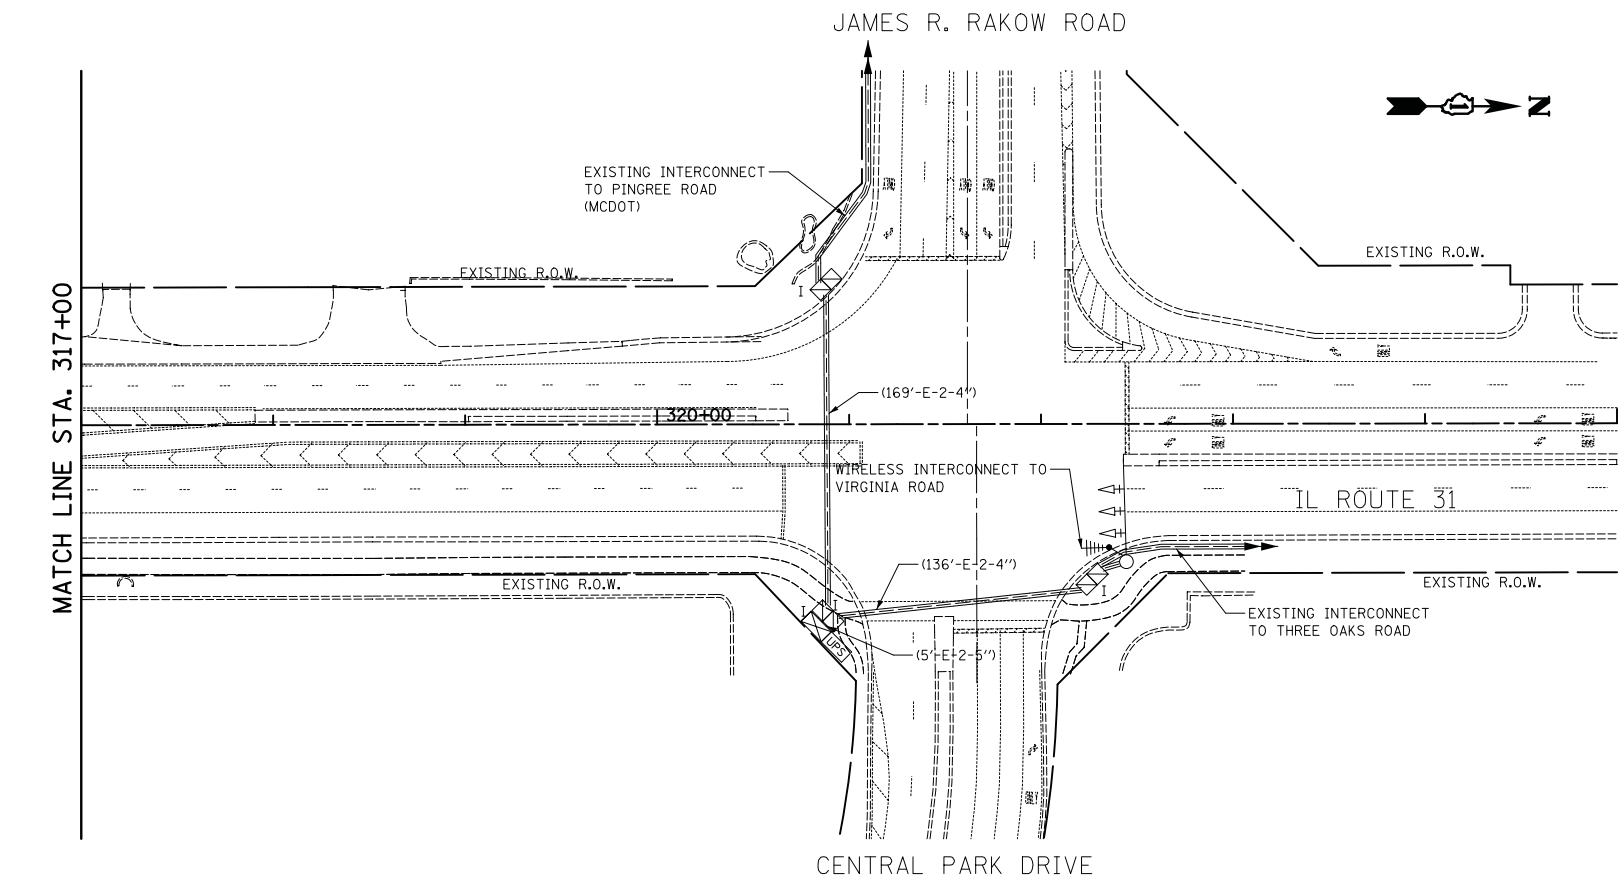 JAMES R. RAKOW ROAD
N
EXISTING INTERCONNECT
TO PINGREE ROAD
(MCDOT)
EXISTING R.O.W.
EXISTING R.O.W.
I
MATCH LINE STA. 317+00
(169'-E-2-4")
320+00
WIRELESS INTERCONNECT TO
VIRGINIA ROAD
IL ROUTE 31
(136'-E-2-4")
EXISTING R.O.W.
EXISTING R.O.W.
I
I
I
EXISTING INTERCONNECT
TO THREE OAKS ROAD
UPS
(5'-E-2-5")
CENTRAL PARK DRIVE